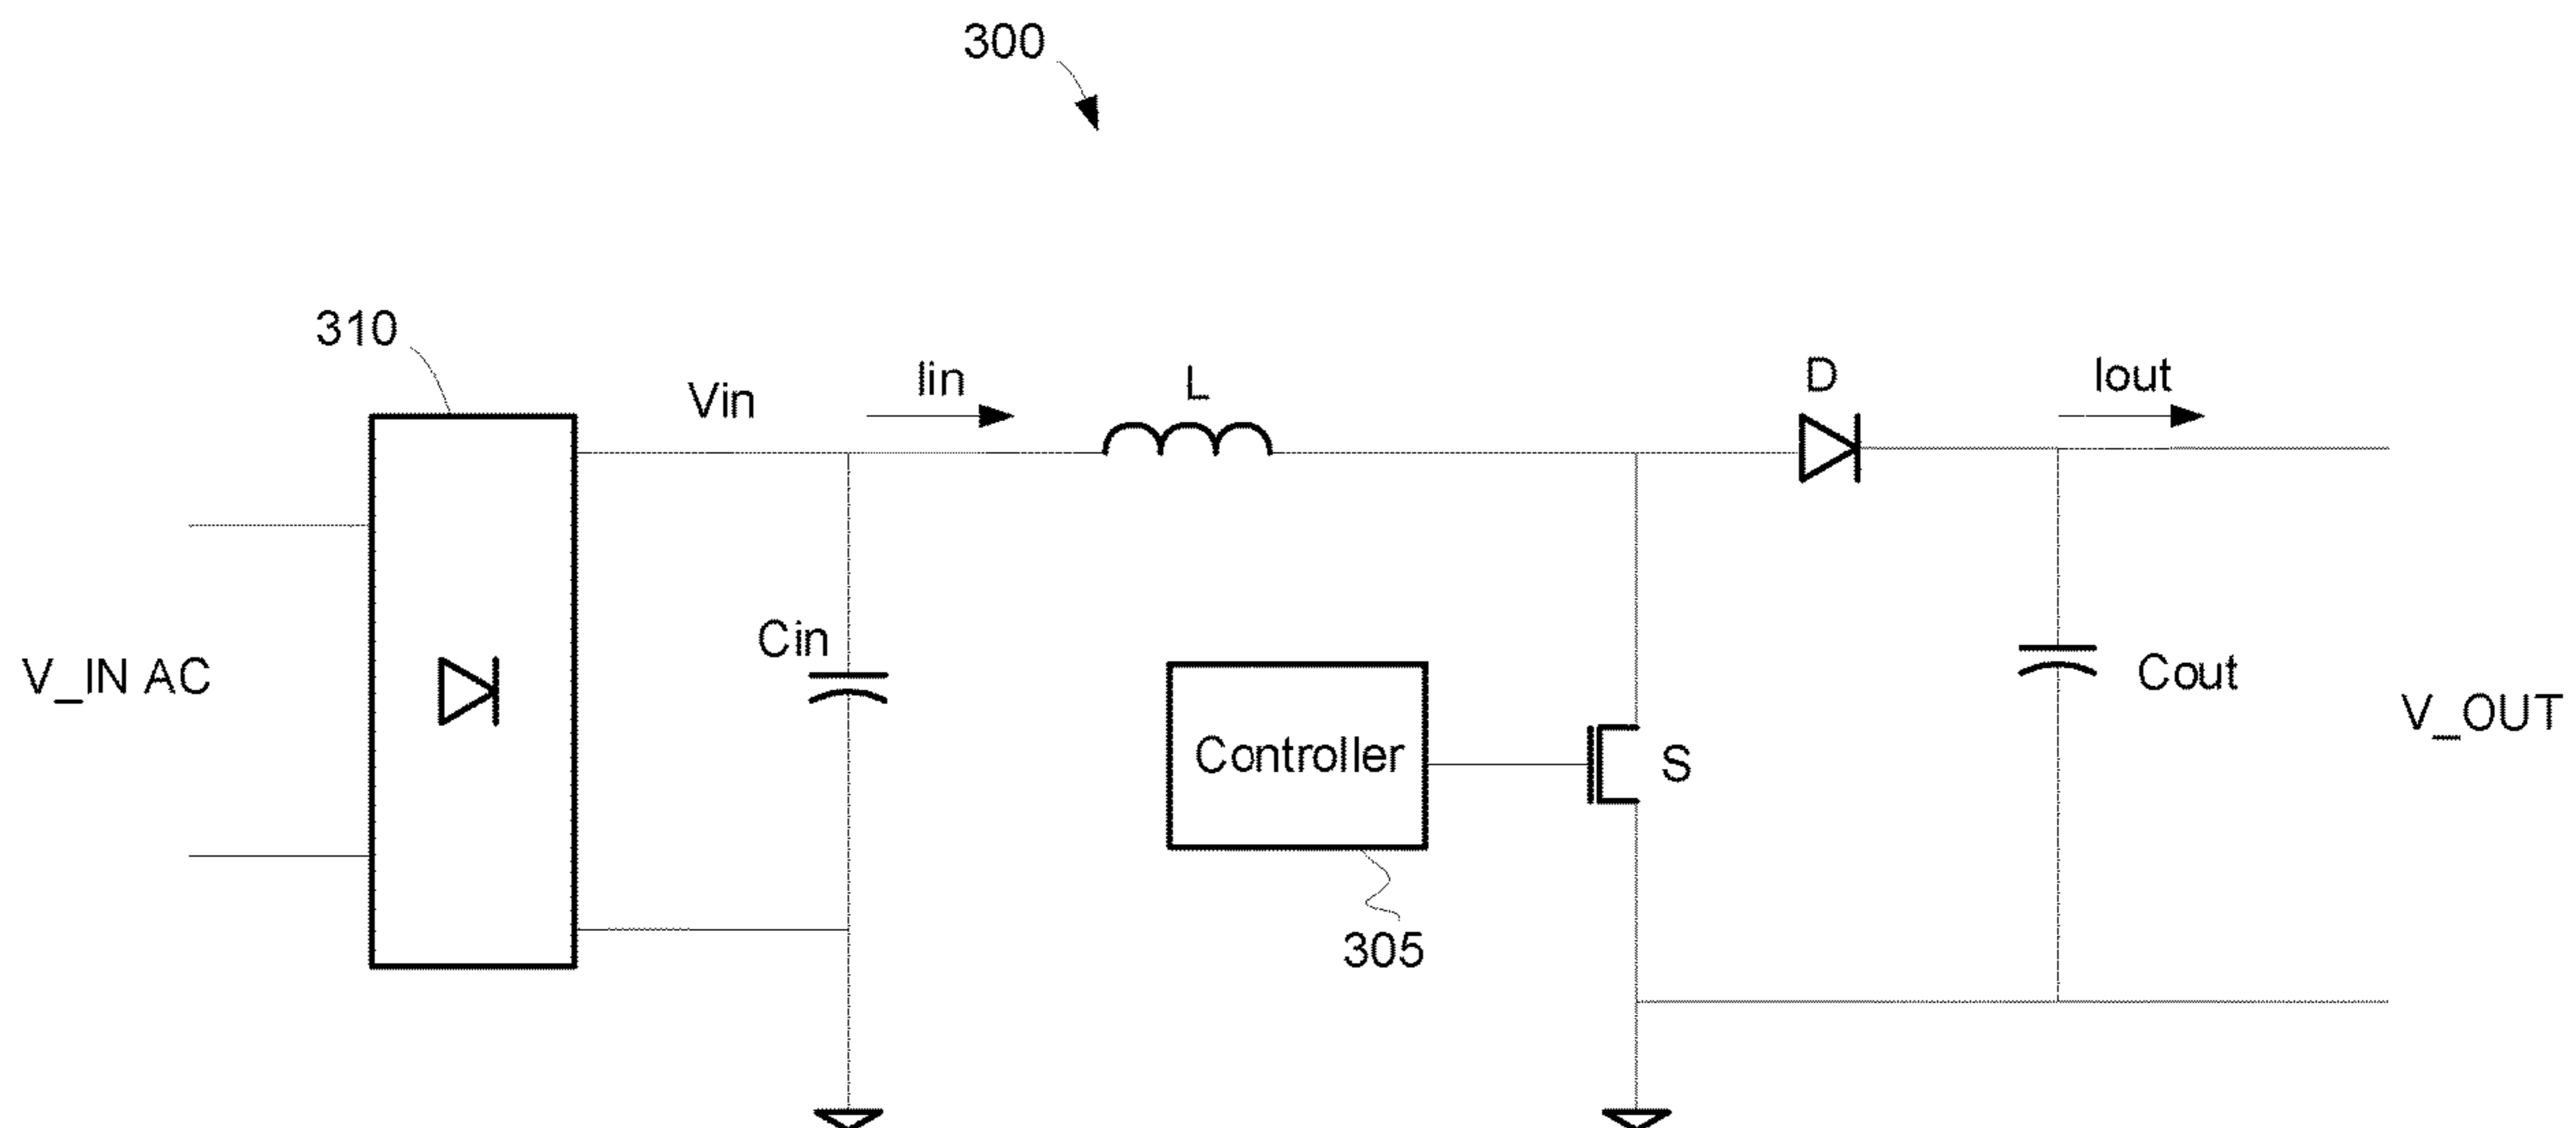 300
310
Vin
Iin
L
D
Iout
Cin
V_IN AC
Controller
S
Cout
V_OUT
305